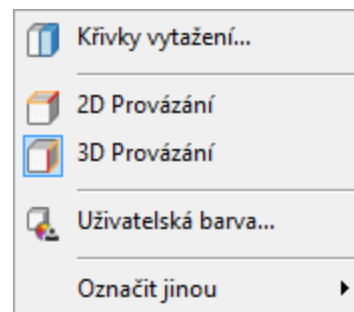 Křivky vytažení...
2D Provázání
3D Provázání
Uživatelská barva...
Označit jinou